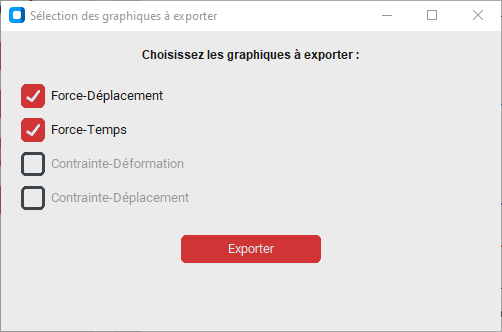 Sélection des graphiques à exporter
Choisissez les graphiques à exporter :
Force-Déplacement
Force-Temps
Contrainte-Déformation
Contrainte-Déplacement
Exporter